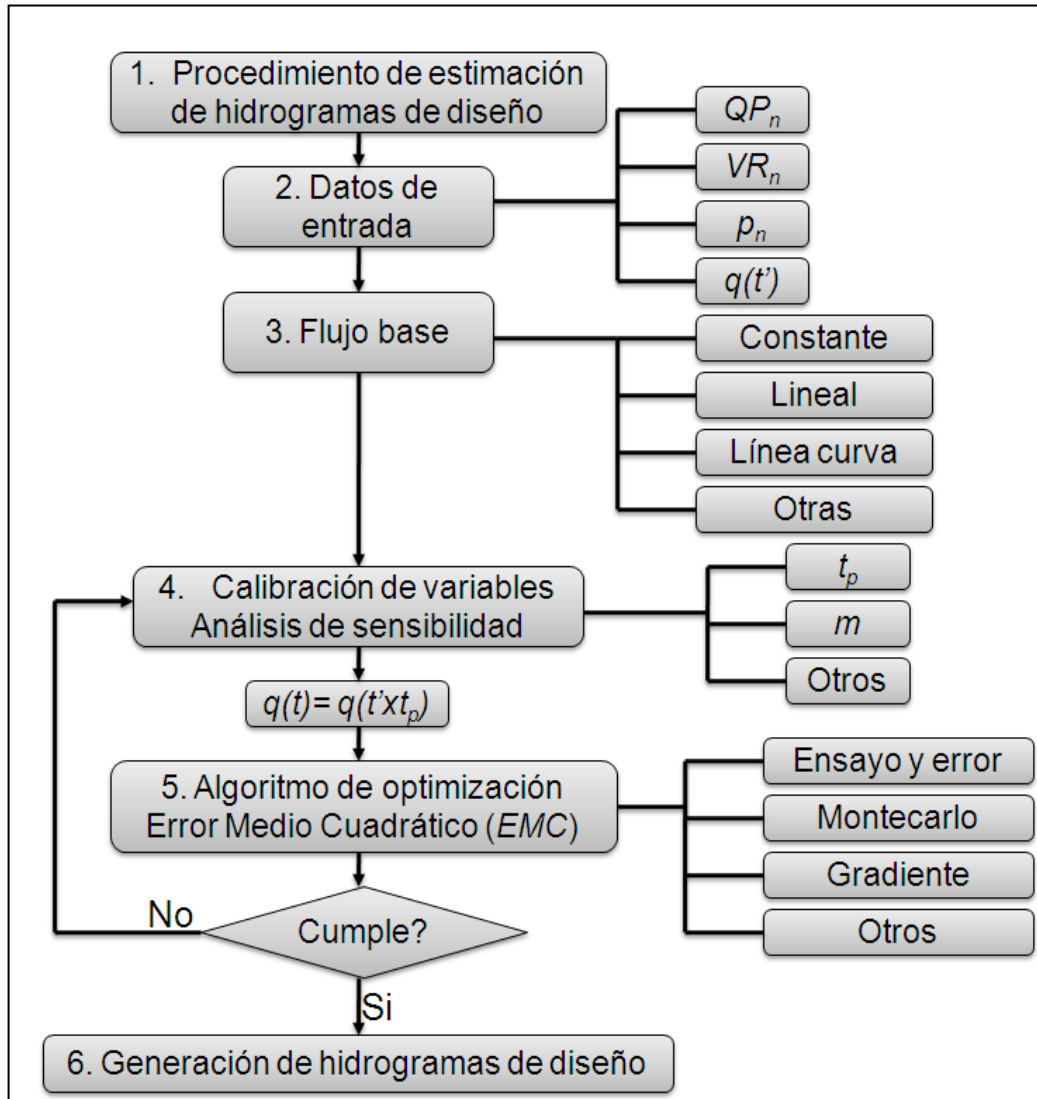 1. Procedimiento de estimación
de hidrogramas de diseño
QPn
VRn
pn
q(t’)
2. Datos de
entrada
3. Flujo base
Constante
Lineal
Línea curva
Otras
4. Calibración de variables
Análisis de sensibilidad
tp
m
Otros
q(t)= q(t’xtp)
5. Algoritmo de optimización
Error Medio Cuadrático (EMC)
Ensayo y error
Montecarlo
Gradiente
Otros
No
Cumple?
Si
6. Generación de hidrogramas de diseño